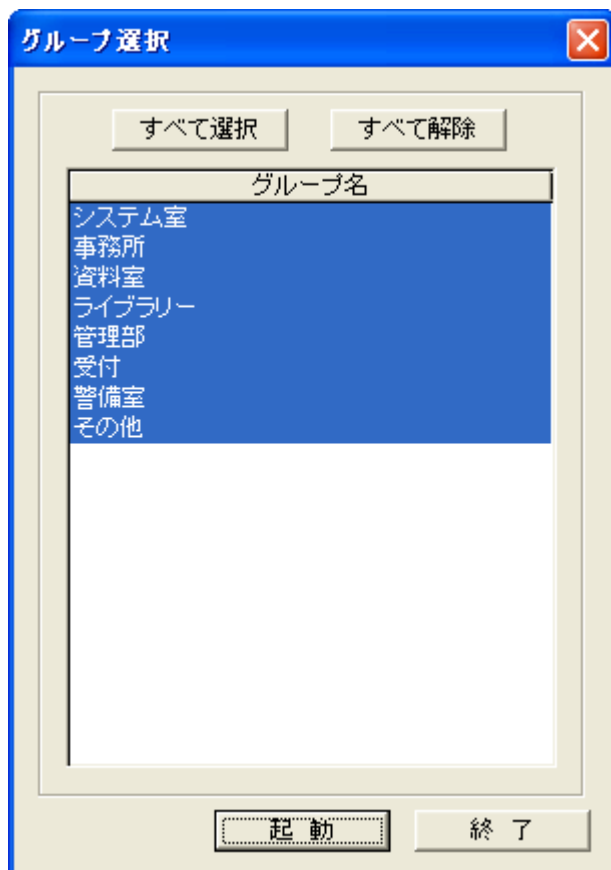 グループ選択
すべて選択 すべて解除
グループ名
システム室
事務所
資料室
ライブラリー
管理部
受付
警備室
その他
起 動 終 了